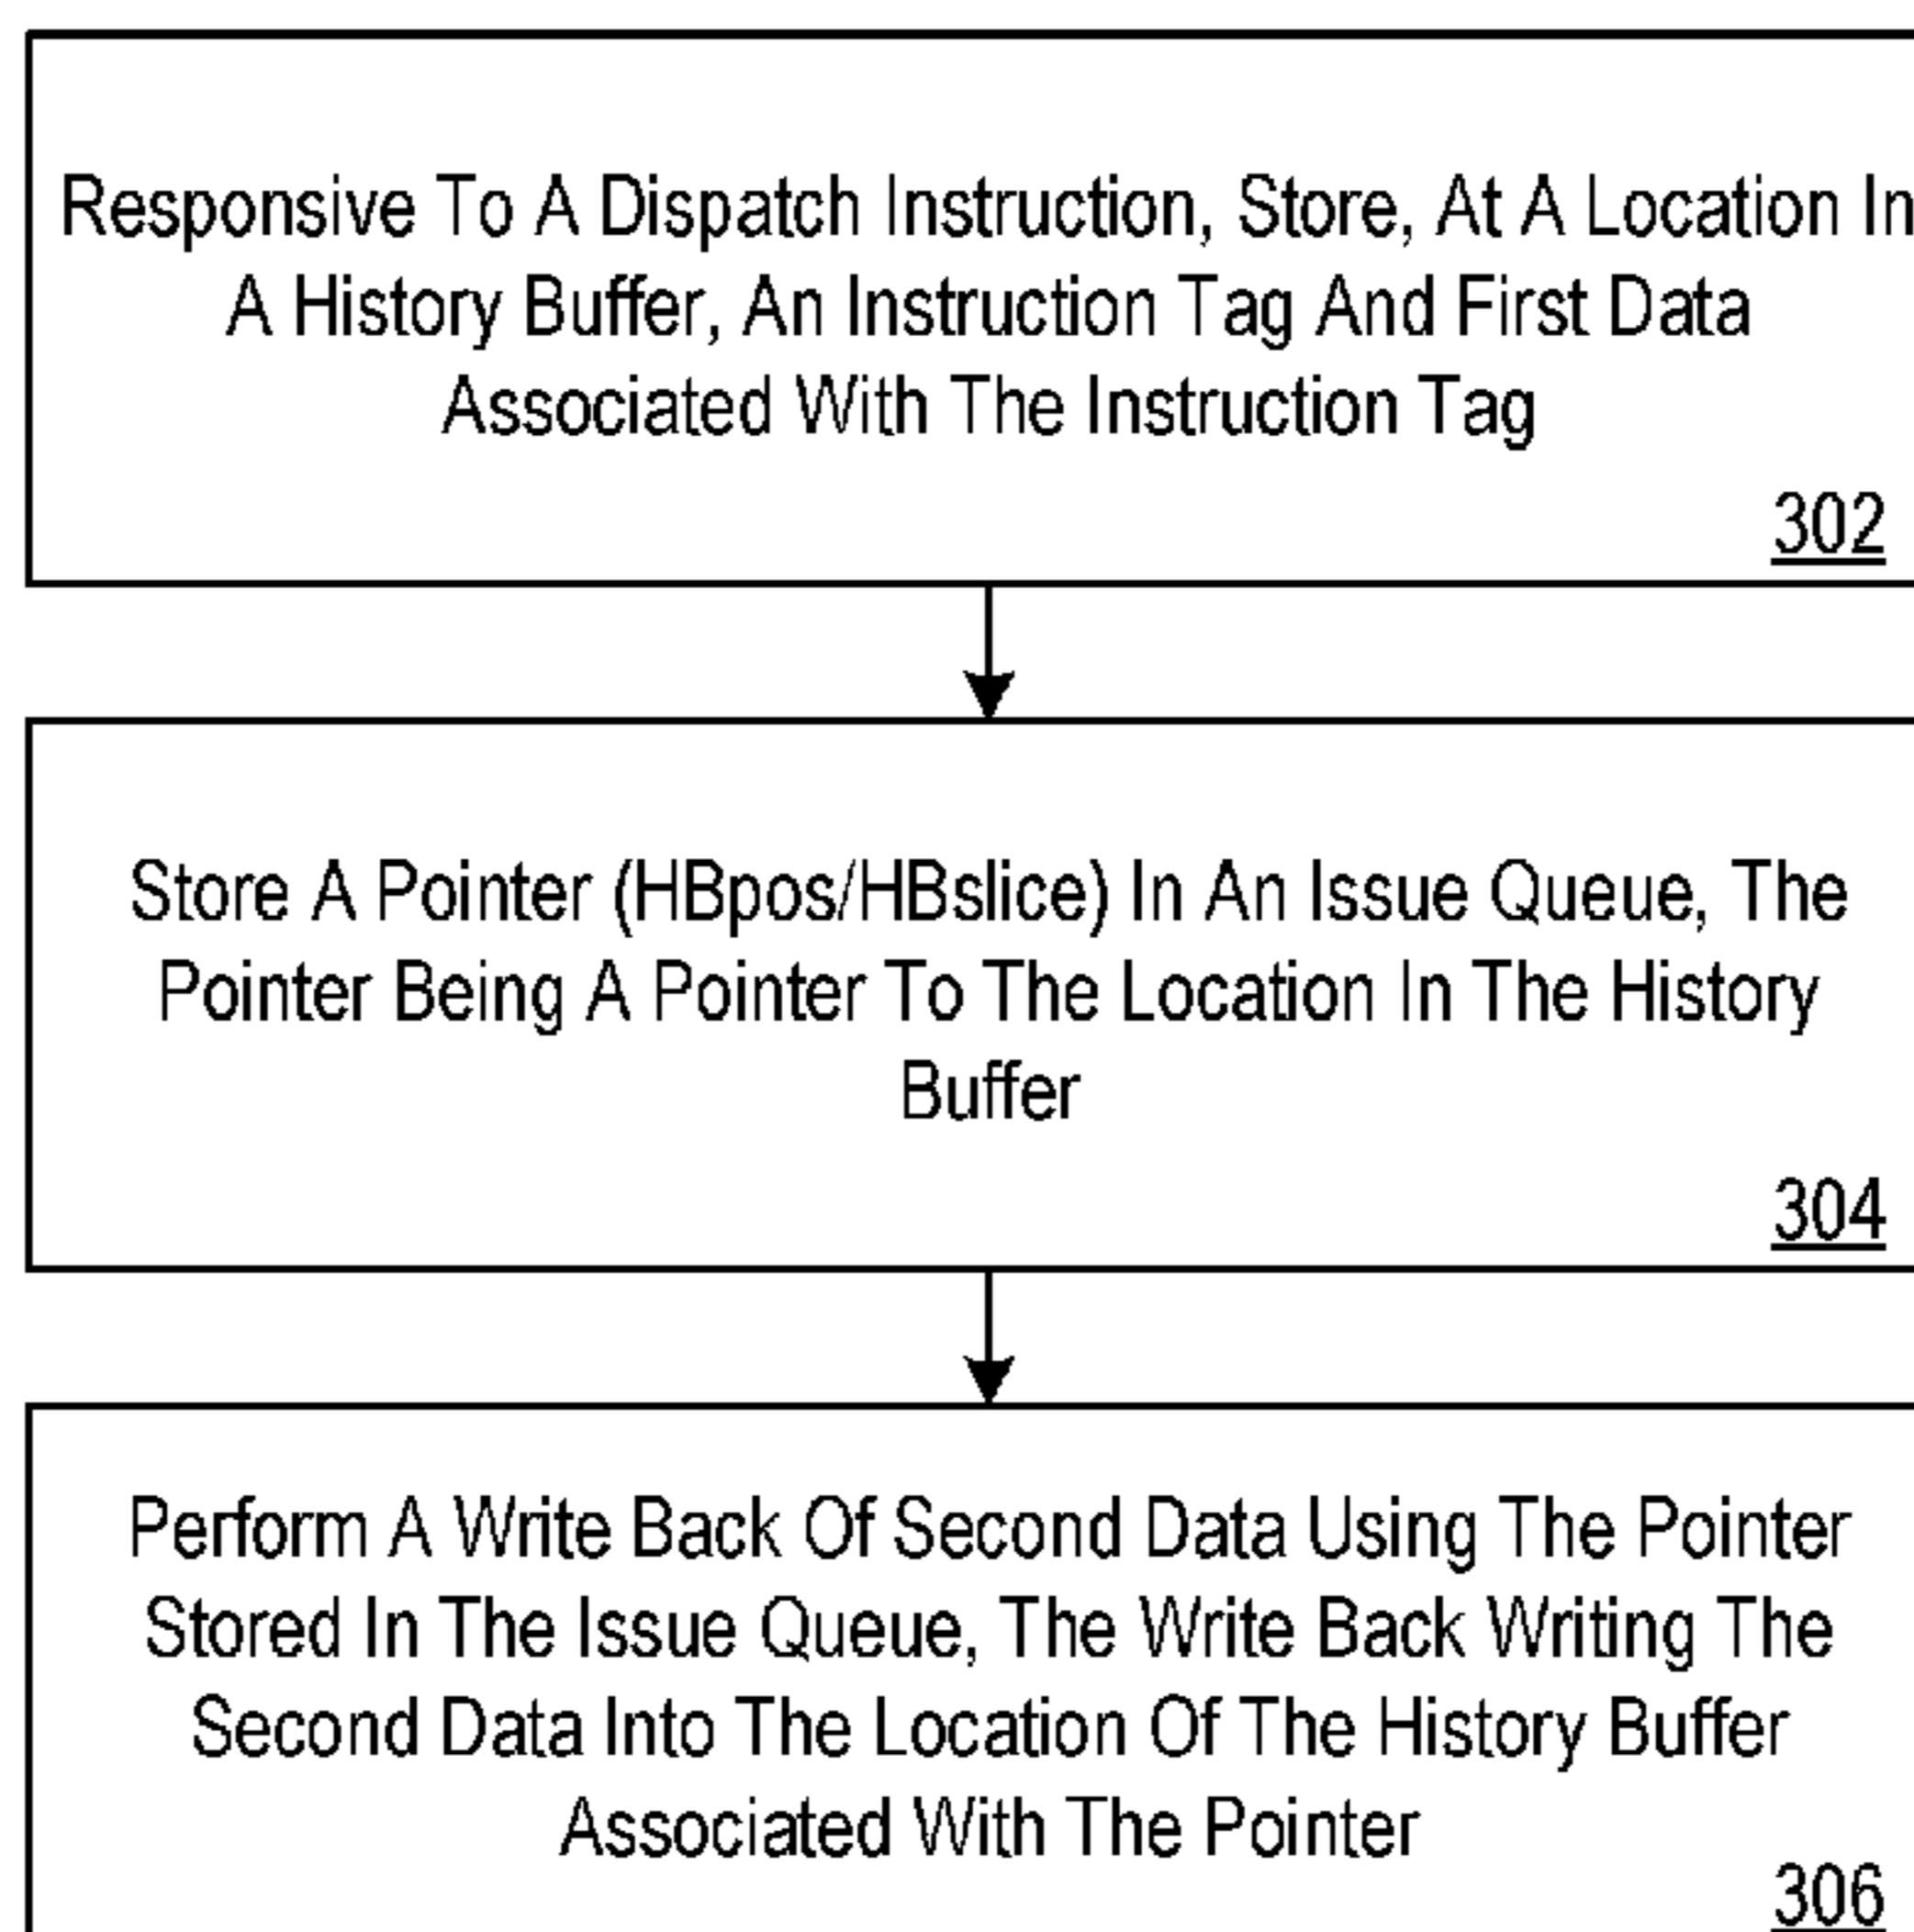 Responsive To A Dispatch Instruction, Store, At A Location In
A History Buffer, An Instruction Tag And First Data
Associated With The Instruction Tag
302
Store A Pointer (HBpos/HBslice) In An Issue Queue, The
Pointer Being A Pointer To The Location In The History
Buffer
304
Perform A Write Back Of Second Data Using The Pointer
Stored In The Issue Queue, The Write Back Writing The
Second Data Into The Location Of The History Buffer
Associated With The Pointer
306